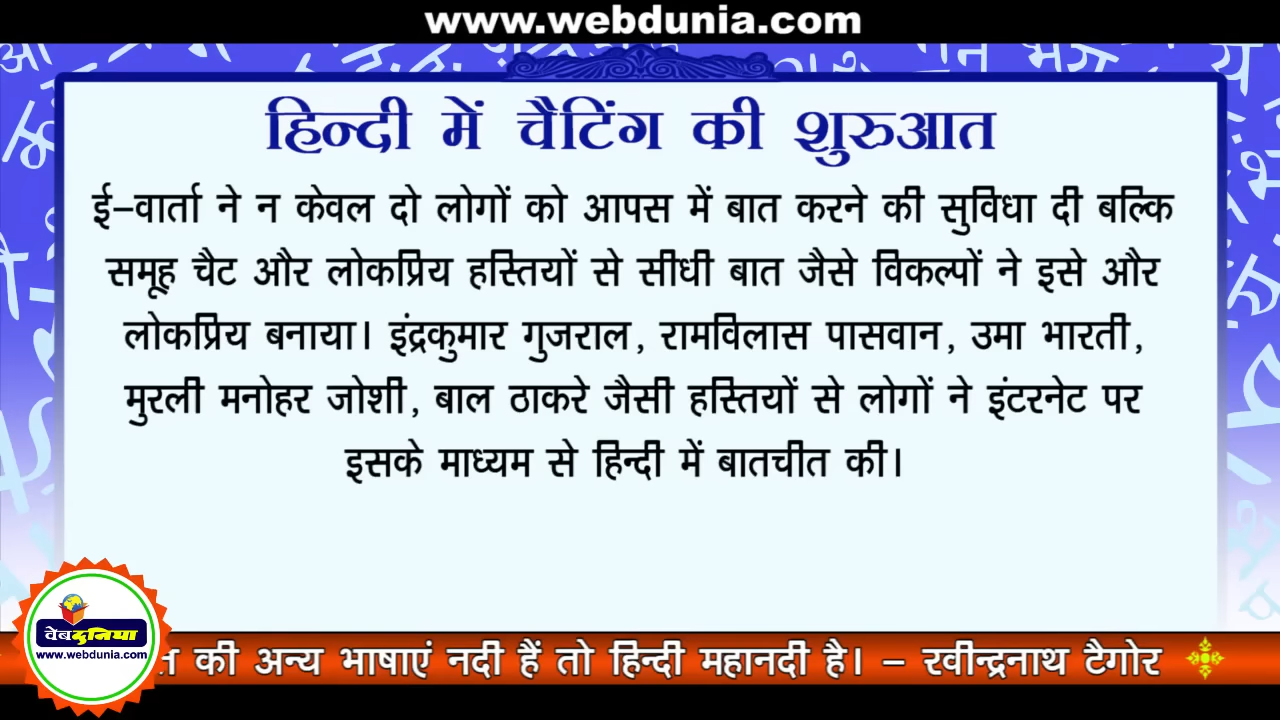 www.webdunia.com
हिन्दी में चैटिंग की शुरुआत
ई-वार्ता ने न केवल दो लोगों को आपस में बात करने की सुविधा दी बल्कि
समूह चैट और लोकप्रिय हस्तियों से सीधी बात जैसे विकल्पों ने इसे और
लोकप्रिय बनाया। इंद्रकुमार गुजराल, रामविलास पासवान, उमा भारती,
मुरली मनोहर जोशी, बाल ठाकरे जैसी हस्तियों से लोगों ने इंटरनेट पर
इसके माध्यम से हिन्दी में बातचीत की।
वेबदुनिया
www.webdunia.com
की अन्य भाषाएं नदी हैं तो हिन्दी महानदी है। - रवीन्द्रनाथ टैगोर